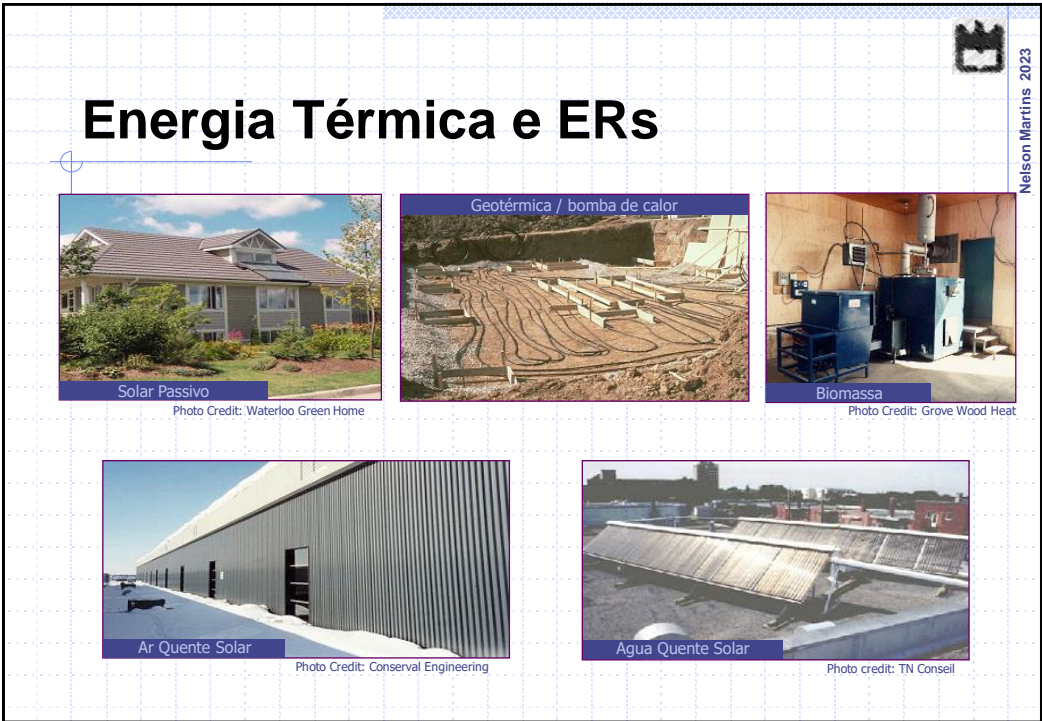 Nelson Martins 2023
Energia Térmica e ERs
Solar Passivo
Photo Credit: Waterloo Green Home
Geotérmica / bomba de calor
Biomassa
Photo Credit: Grove Wood Heat
Ar Quente Solar
Photo Credit: Conserval Engineering
Agua Quente Solar
Photo credit: TN Conseil